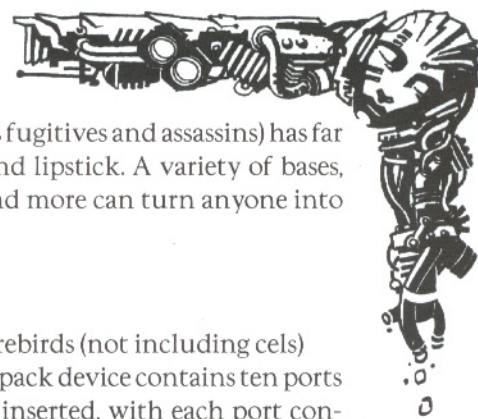 s fugitives and assassins) has far
nd lipstick. A variety of bases,
nd more can turn anyone into
rebirds (not including cels)
pack device contains ten ports
inserted, with each port con-